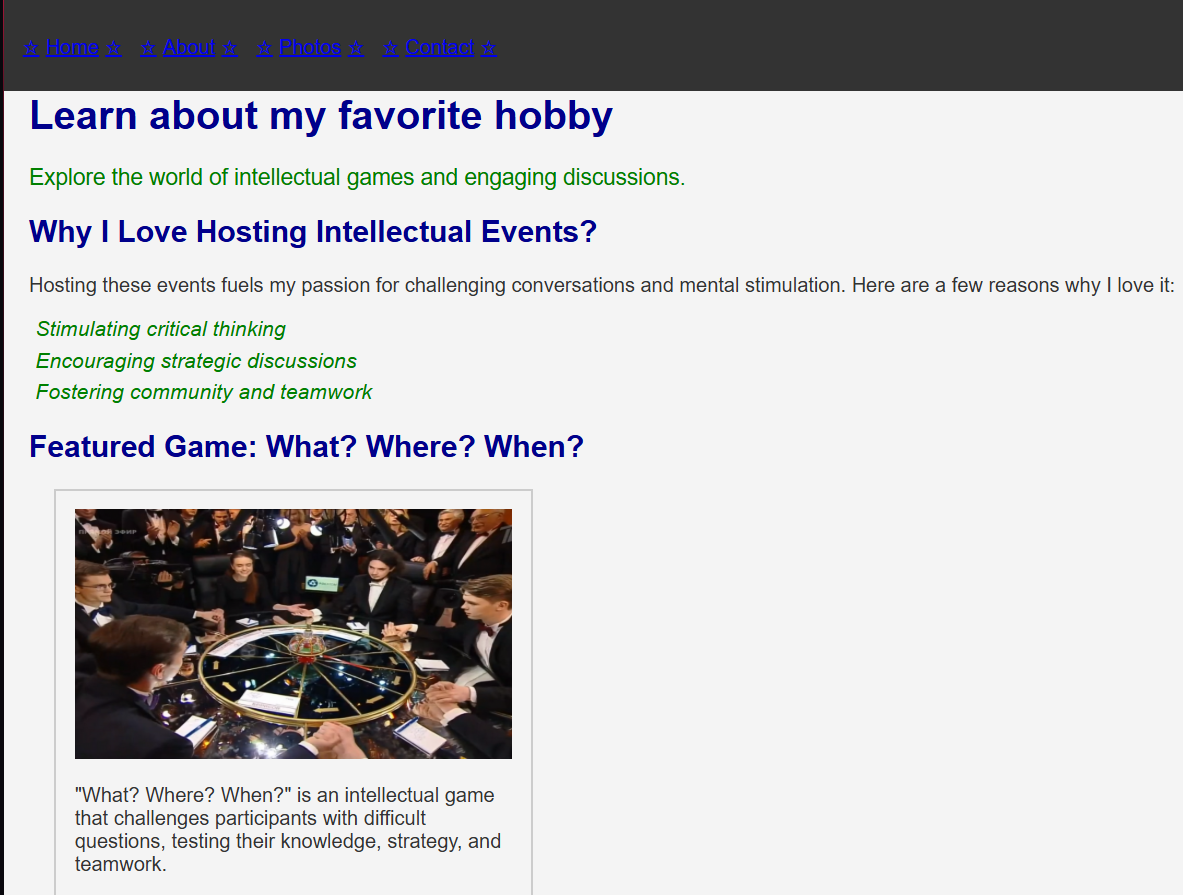 ☆ Home ☆ ☆ About ☆ ☆ Photos ☆ ☆ Contact ☆
Learn about my favorite hobby
Explore the world of intellectual games and engaging discussions.
Why I Love Hosting Intellectual Events?
Hosting these events fuels my passion for challenging conversations and mental stimulation. Here are a few reasons why I love it:
Stimulating critical thinking
Encouraging strategic discussions
Fostering community and teamwork
Featured Game: What? Where? When?
ПРЯМОЙ ЭФИР
"What? Where? When?" is an intellectual game
that challenges participants with difficult
questions, testing their knowledge, strategy, and
teamwork.